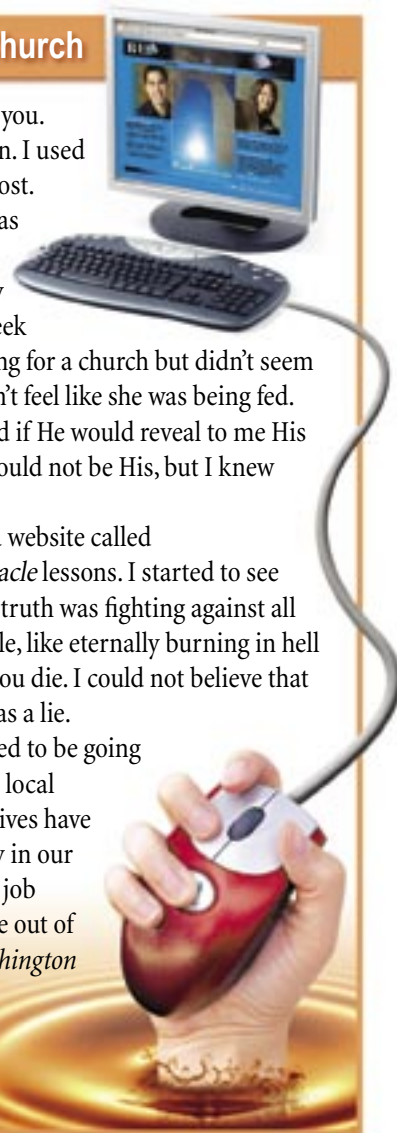 hurch
you.
n. I used
ost.
as
y
eek
ng for a church but didn't seem
n't feel like she was being fed.
d if He would reveal to me His
ould not be His, but I knew
a website called
acle lessons. I started to see
truth was fighting against all
le, like eternally burning in hell
you die. I could not believe that
as a lie.
ed to be going
local
ives have
y in our
job
e out of
hington